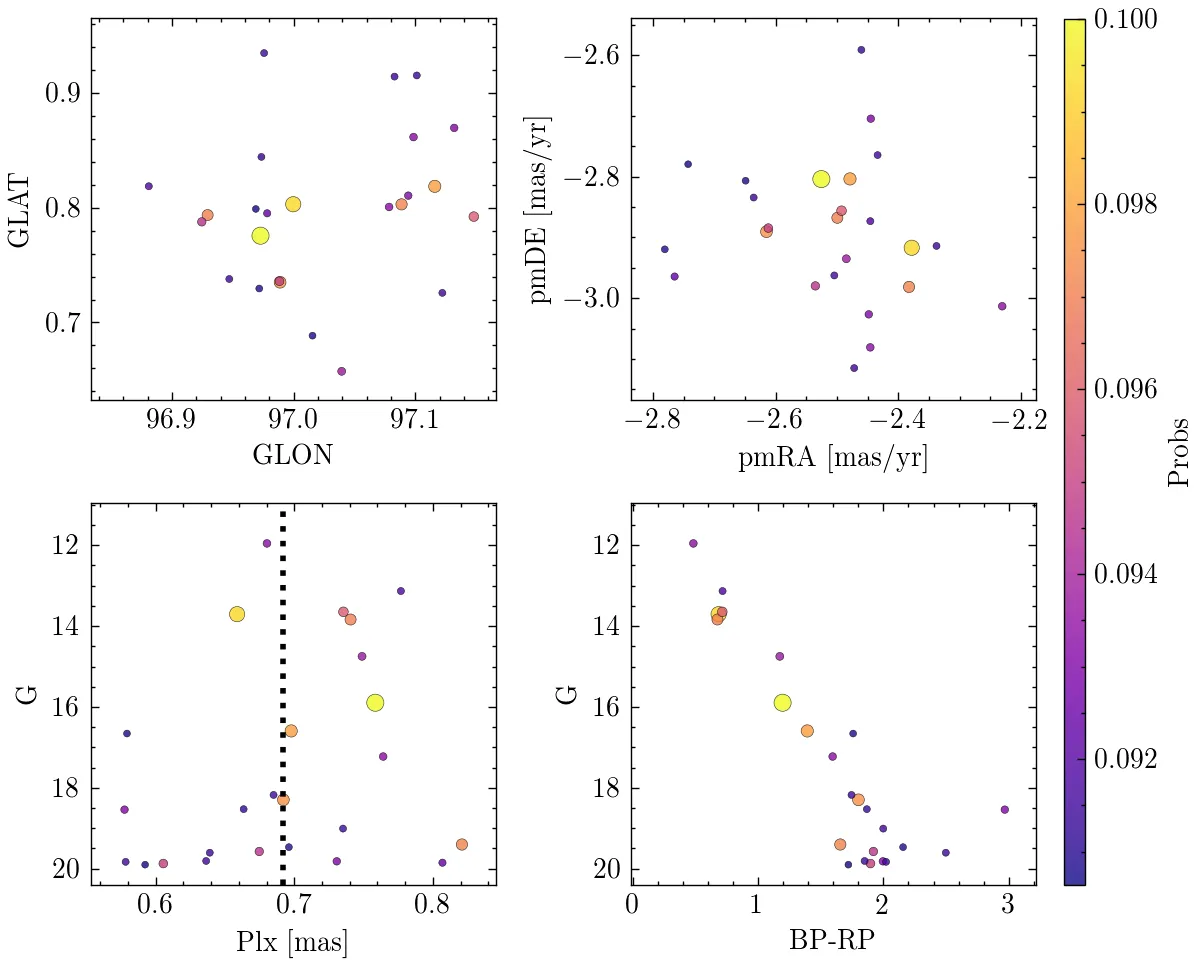 0.9
0.8
0.7
GLAT
96.9 97.0 97.1
GLON
−2.6
−2.8
−3.0
pmDE [mas/yr]
−2.8 −2.6 −2.4 −2.2
pmRA [mas/yr]
0.100
0.098
0.096
0.094
0.092
Probs
12
14
16
18
20
G
0.6 0.7 0.8
Plx [mas]
12
14
16
18
20
G
0 1 2 3
BP-RP